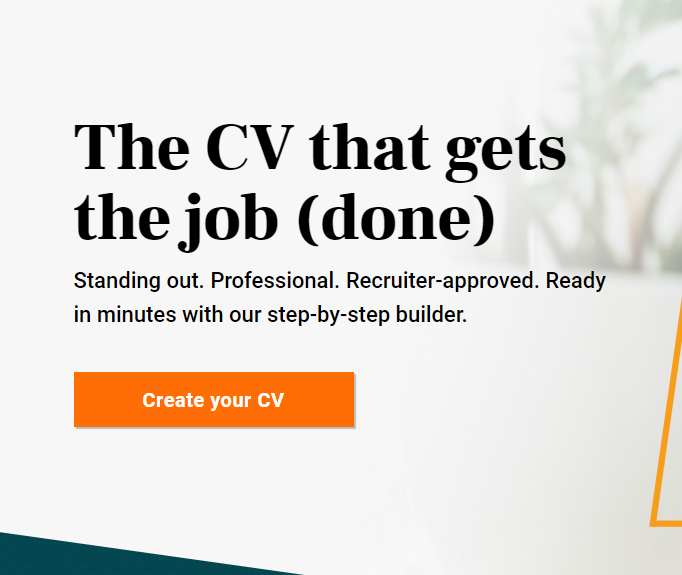 The CV that gets
the job (done)
Standing out. Professional. Recruiter-approved. Ready
in minutes with our step-by-step builder.
Create your CV